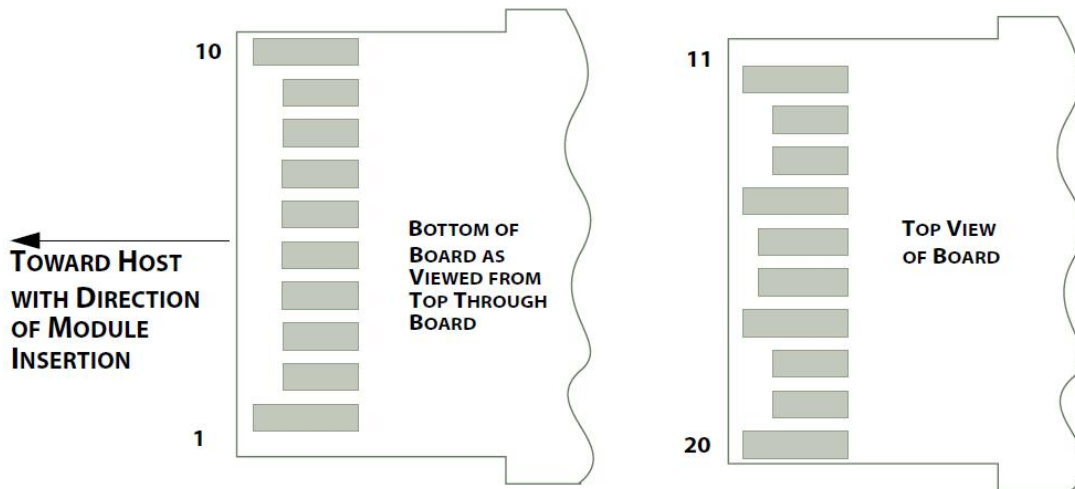 10
1
TOWARD HOST
WITH DIRECTION
OF MODULE
INSERTION
BOTTOM OF
BOARD AS
VIEWED FROM
TOP THROUGH
BOARD
11
20
TOP VIEW
OF BOARD